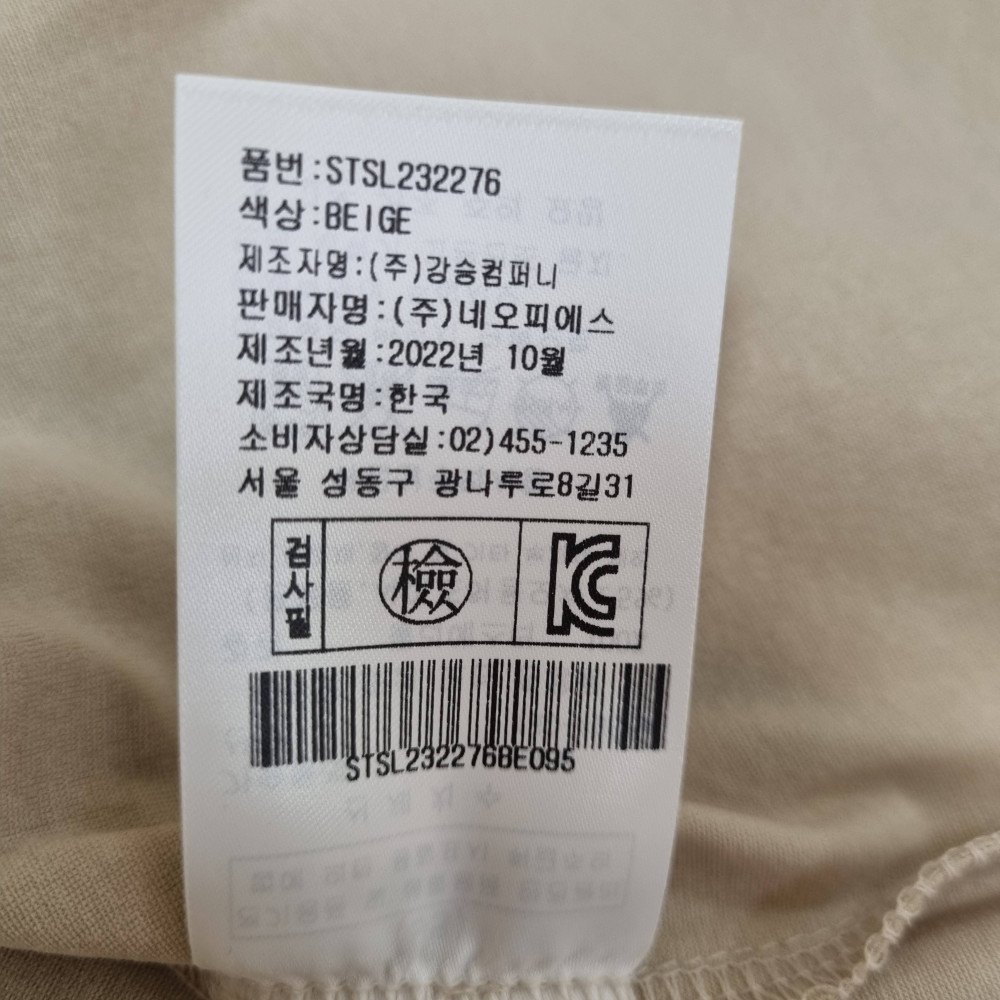 품번:STSL232276
색상:BEIGE
제조자명:(주)강승컴퍼니
판매자명:(주)네오피에스
제조년월:2022년 10월
제조국명:한국
소비자상담실:02)455-1235
서울 성동구 광나루로8길31
검사필 檢 KC
STSL232276BE095